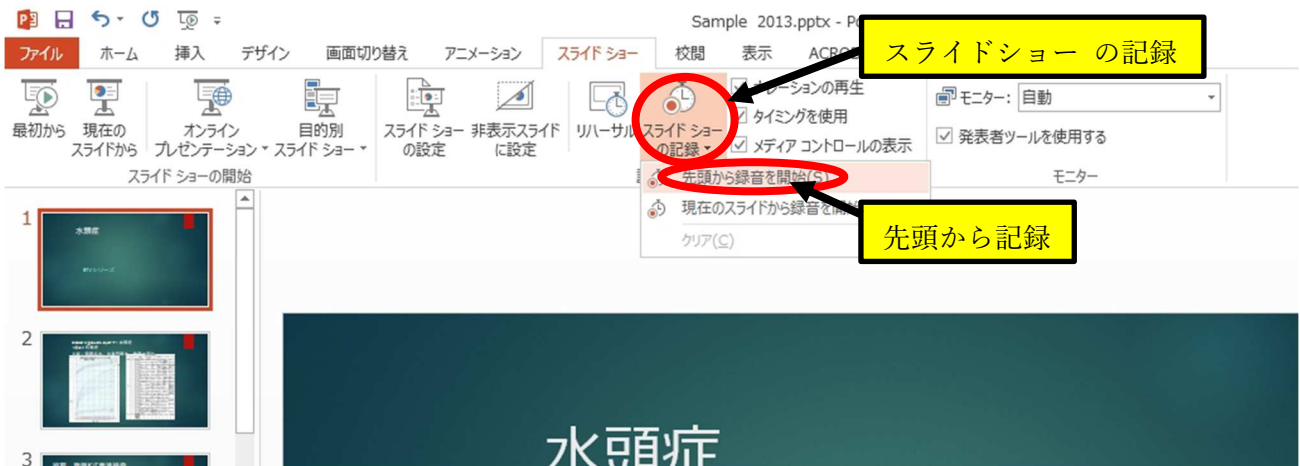 Sample 2013.pptx - P
ファイル ホーム 挿入 デザイン 画面切り替え アニメーション スライド ショー 校閲 表示 ACRO
スライドショー の記録
最初から
現在の
スライドから
オンライン
プレゼンテーション
目的別
スライド ショー
スライド ショー
の設定
非表示スライド
に設定
リハーサル
スライド ショー
の記録
ションの再生
タイミングを使用
メディア コントロールの表示
モニター: 自動
発表者ツールを使用する
スライド ショーの開始
モニター
先頭から録音を開始(S)
現在のスライドから録音を開始
クリア(C)
先頭から記録
1
水頭症
2
3
水頭症